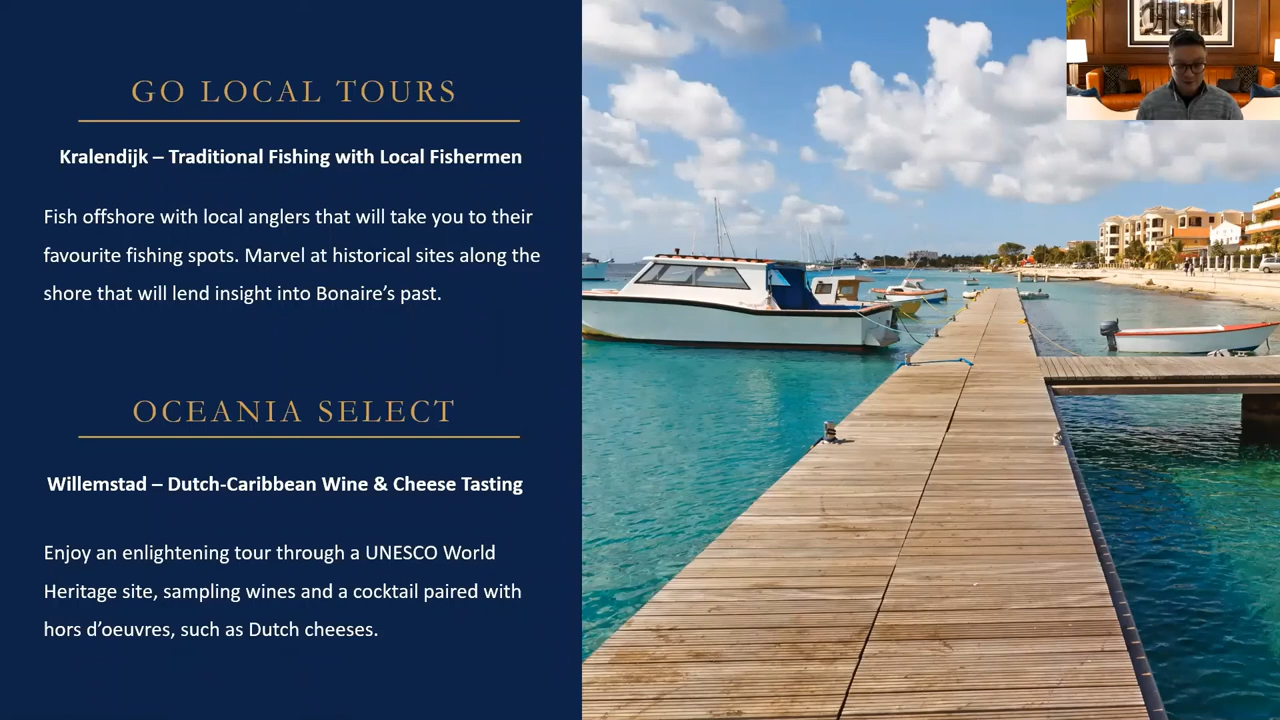 GO LOCAL TOURS
Kralendijk – Traditional Fishing with Local Fishermen
Fish offshore with local anglers that will take you to their
favourite fishing spots. Marvel at historical sites along the
shore that will lend insight into Bonaire’s past.
OCEANIA SELECT
Willemstad – Dutch-Caribbean Wine & Cheese Tasting
Enjoy an enlightening tour through a UNESCO World
Heritage site, sampling wines and a cocktail paired with
hors d’oeuvres, such as Dutch cheeses.